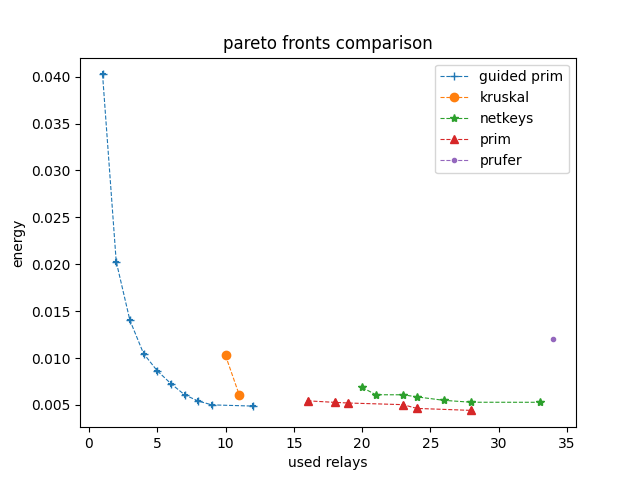 pareto fronts comparison
guided prim
kruskal
netkeys
prim
prufer
energy
0.040
0.035
0.030
0.025
0.020
0.015
0.010
0.005
0 5 10 15 20 25 30 35
used relays